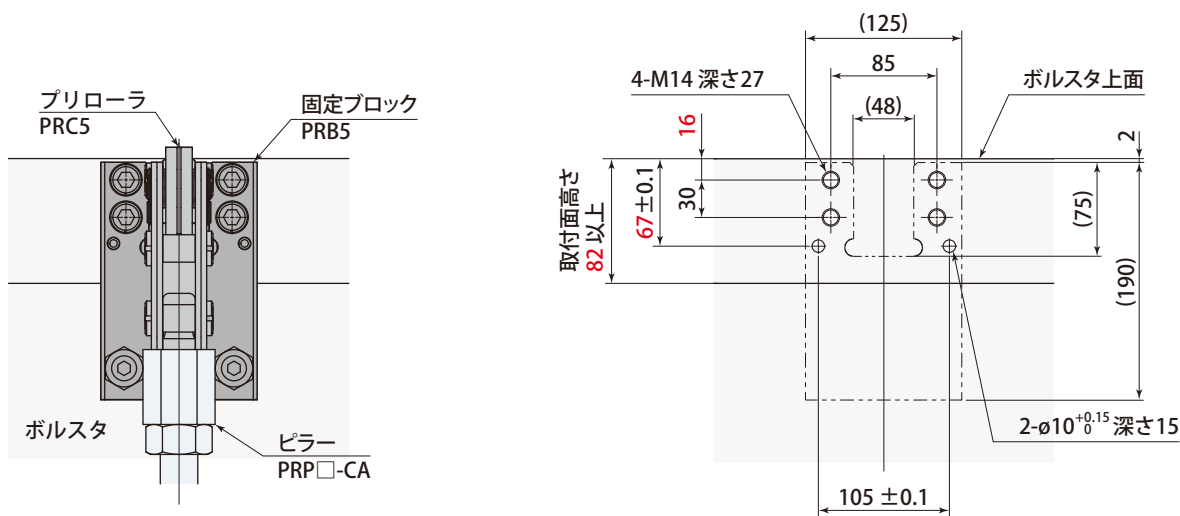 プリローラ
PRC5
固定ブロック
PRB5
ボルスタ
ピラー
PRP□-CA
(125)
85
4-M14 深さ27
ボルスタ上面
(48)
16
2
取付面高さ
82 以上
67±0.1
30
(75)
(190)
2-ø10 +0.15 0 深さ15
105 ±0.1